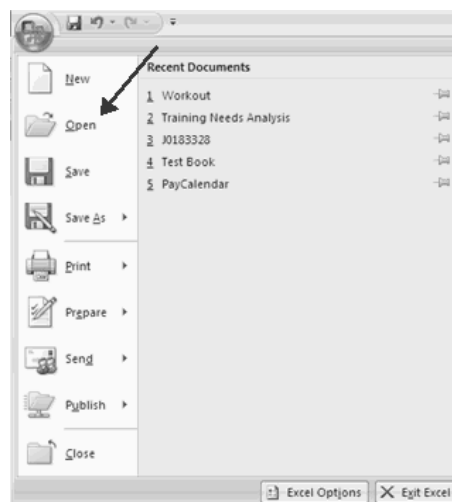 Recent Documents
New
1 Workout
2 Training Needs Analysis
Open
3 J0183328
4 Test Book
Save
5 PayCalendar
Save As
Print
Prepare
Send
Publish
Close
Excel Options
Exit Excel